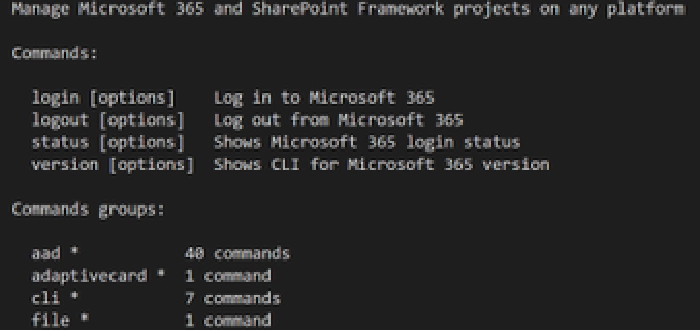 Manage Microsoft 365 and SharePoint Framework projects on any platform
Commands:
login [options] Log in to Microsoft 365
logout [options] Log out from Microsoft 365
status [options] Shows Microsoft 365 login status
version [options] Shows CLI for Microsoft 365 version
Commands groups:
aad * 40 commands
adaptivecard * 1 command
cli * 7 commands
file * 1 command